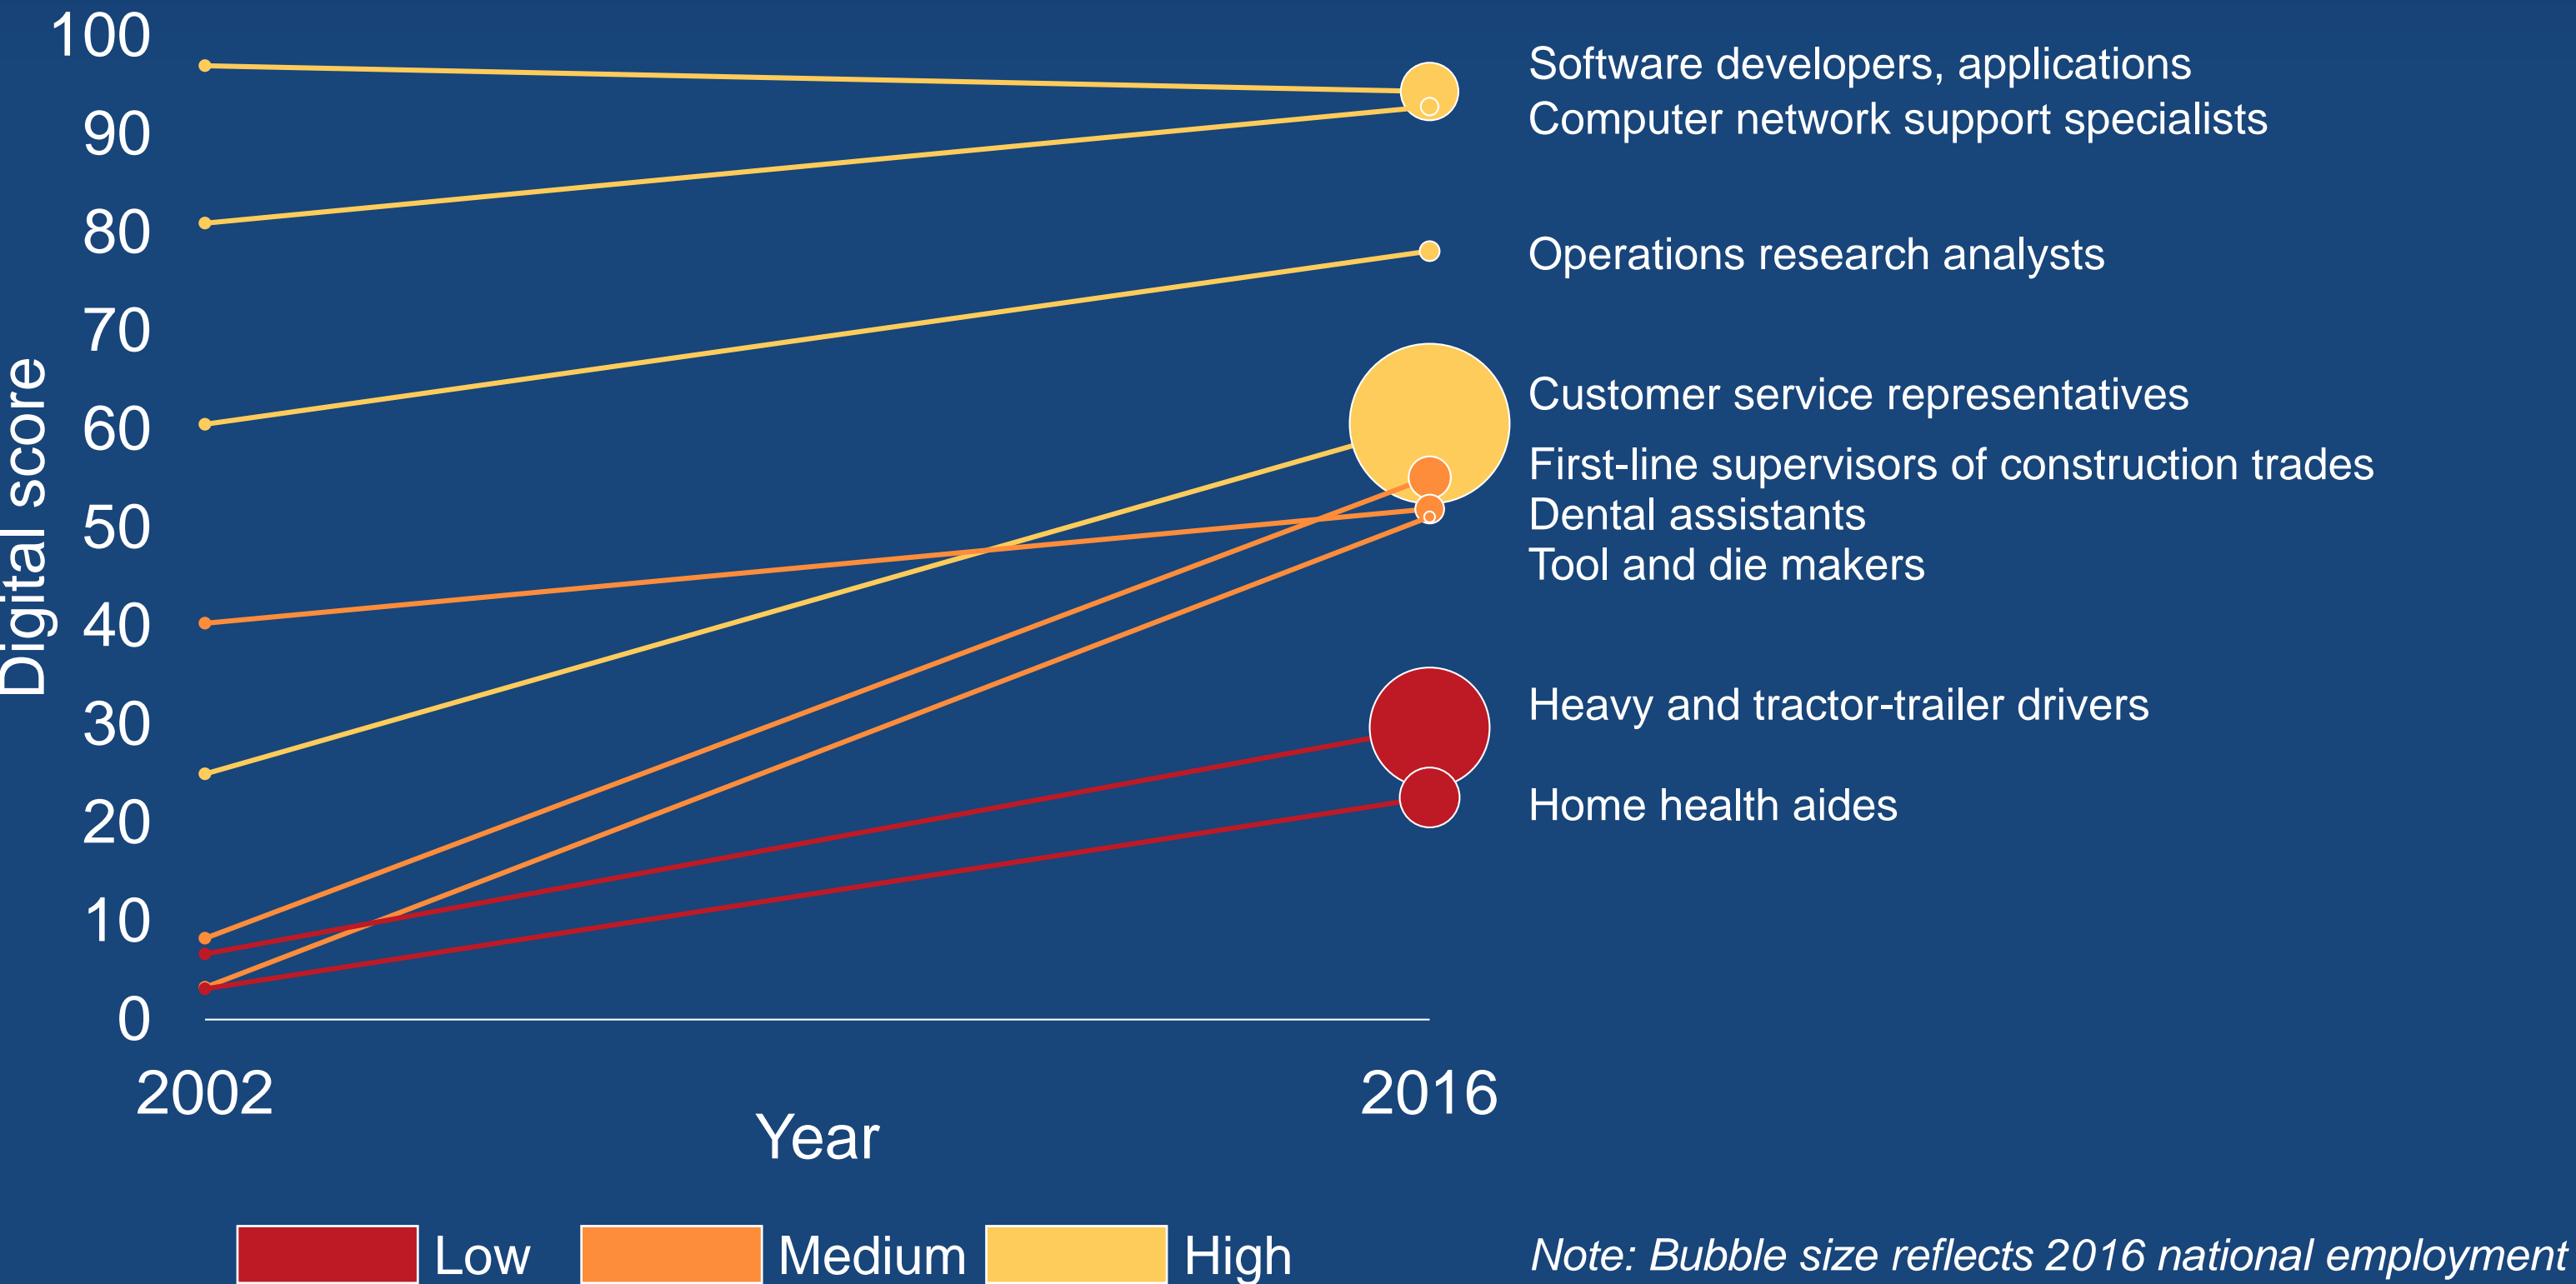 100
90
80
70
60
50
40
30
20
10
0
Digital score
2002
2016
Year
Software developers, applications
Computer network support specialists
Operations research analysts
Customer service representatives
First-line supervisors of construction trades
Dental assistants
Tool and die makers
Heavy and tractor-trailer drivers
Home health aides
Low
Medium
High
Note: Bubble size reflects 2016 national employment